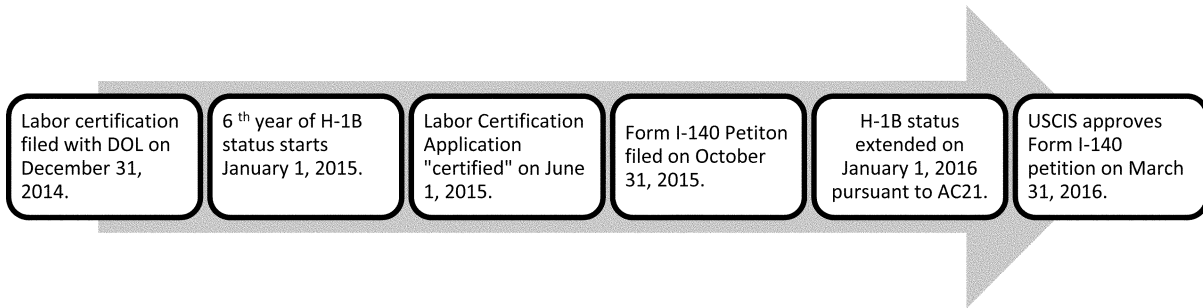 Labor certification
filed with DOL on
December 31,
2014.
6 th year of H-1B
status starts
January 1, 2015.
Labor Certification
Application
"certified" on June
1, 2015.
Form I-140 Petiton
filed on October
31, 2015.
H-1B status
extended on
January 1, 2016
pursuant to AC21.
USCIS approves
Form I-140
petition on March
31, 2016.